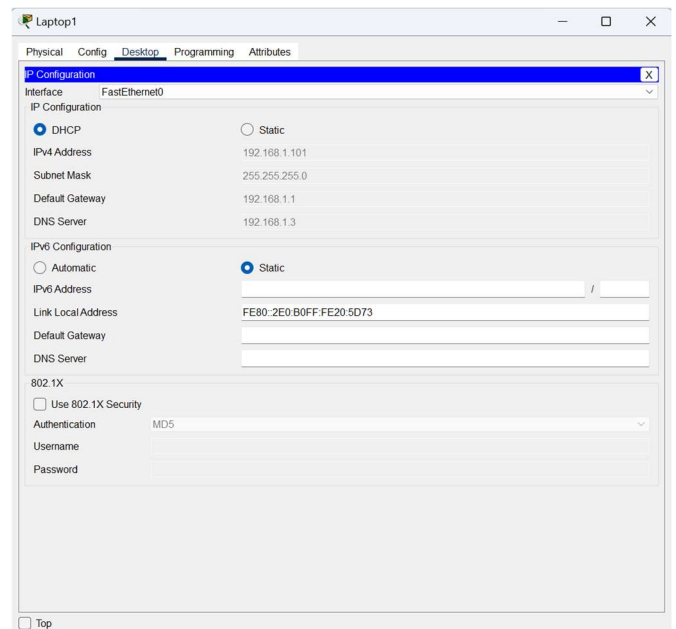 Laptop1
Physical Config Desktop Programming Attributes
IP Configuration X
Interface FastEthernet0
IP Configuration
DHCP Static
IPv4 Address 192.168.1.101
Subnet Mask 255.255.255.0
Default Gateway 192.168.1.1
DNS Server 192.168.1.3
IPv6 Configuration
Automatic Static
IPv6 Address /
Link Local Address FE80::2E0:B0FF:FE20:5D73
Default Gateway
DNS Server
802.1X
Use 802.1X Security
Authentication MD5
Username
Password
Top